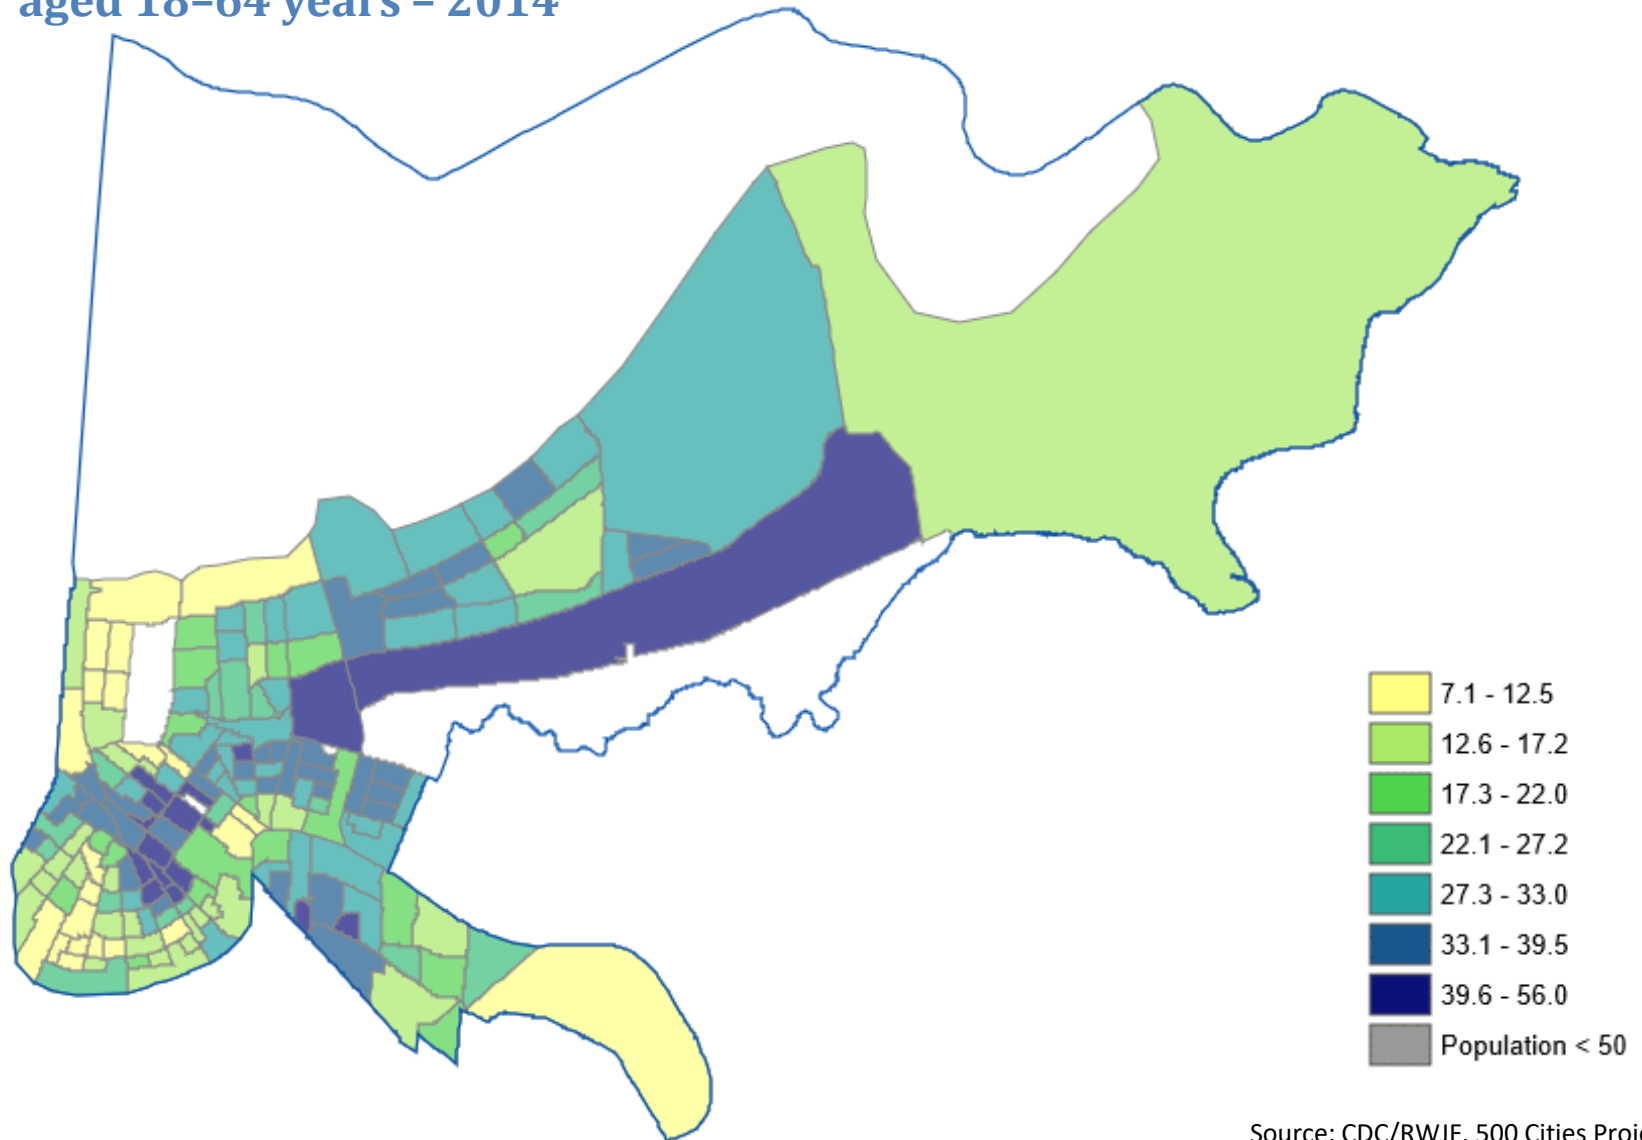 aged 18–64 years – 2014
7.1 - 12.5
12.6 - 17.2
17.3 - 22.0
22.1 - 27.2
27.3 - 33.0
33.1 - 39.5
39.6 - 56.0
Population < 50
Source: CDC/RWJF, 500 Cities